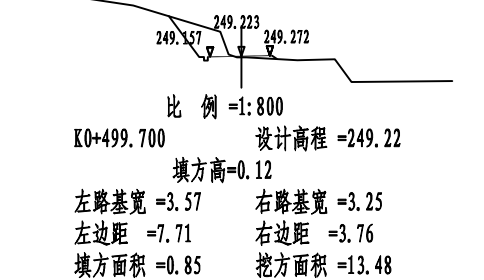 249.223
249.157 249.272
比 例 =1:800
K0+499.700 设计高程 =249.22
填方高=0.12
左路基宽 =3.57 右路基宽 =3.25
左边距 =7.71 右边距 =3.76
填方面积 =0.85 挖方面积 =13.48